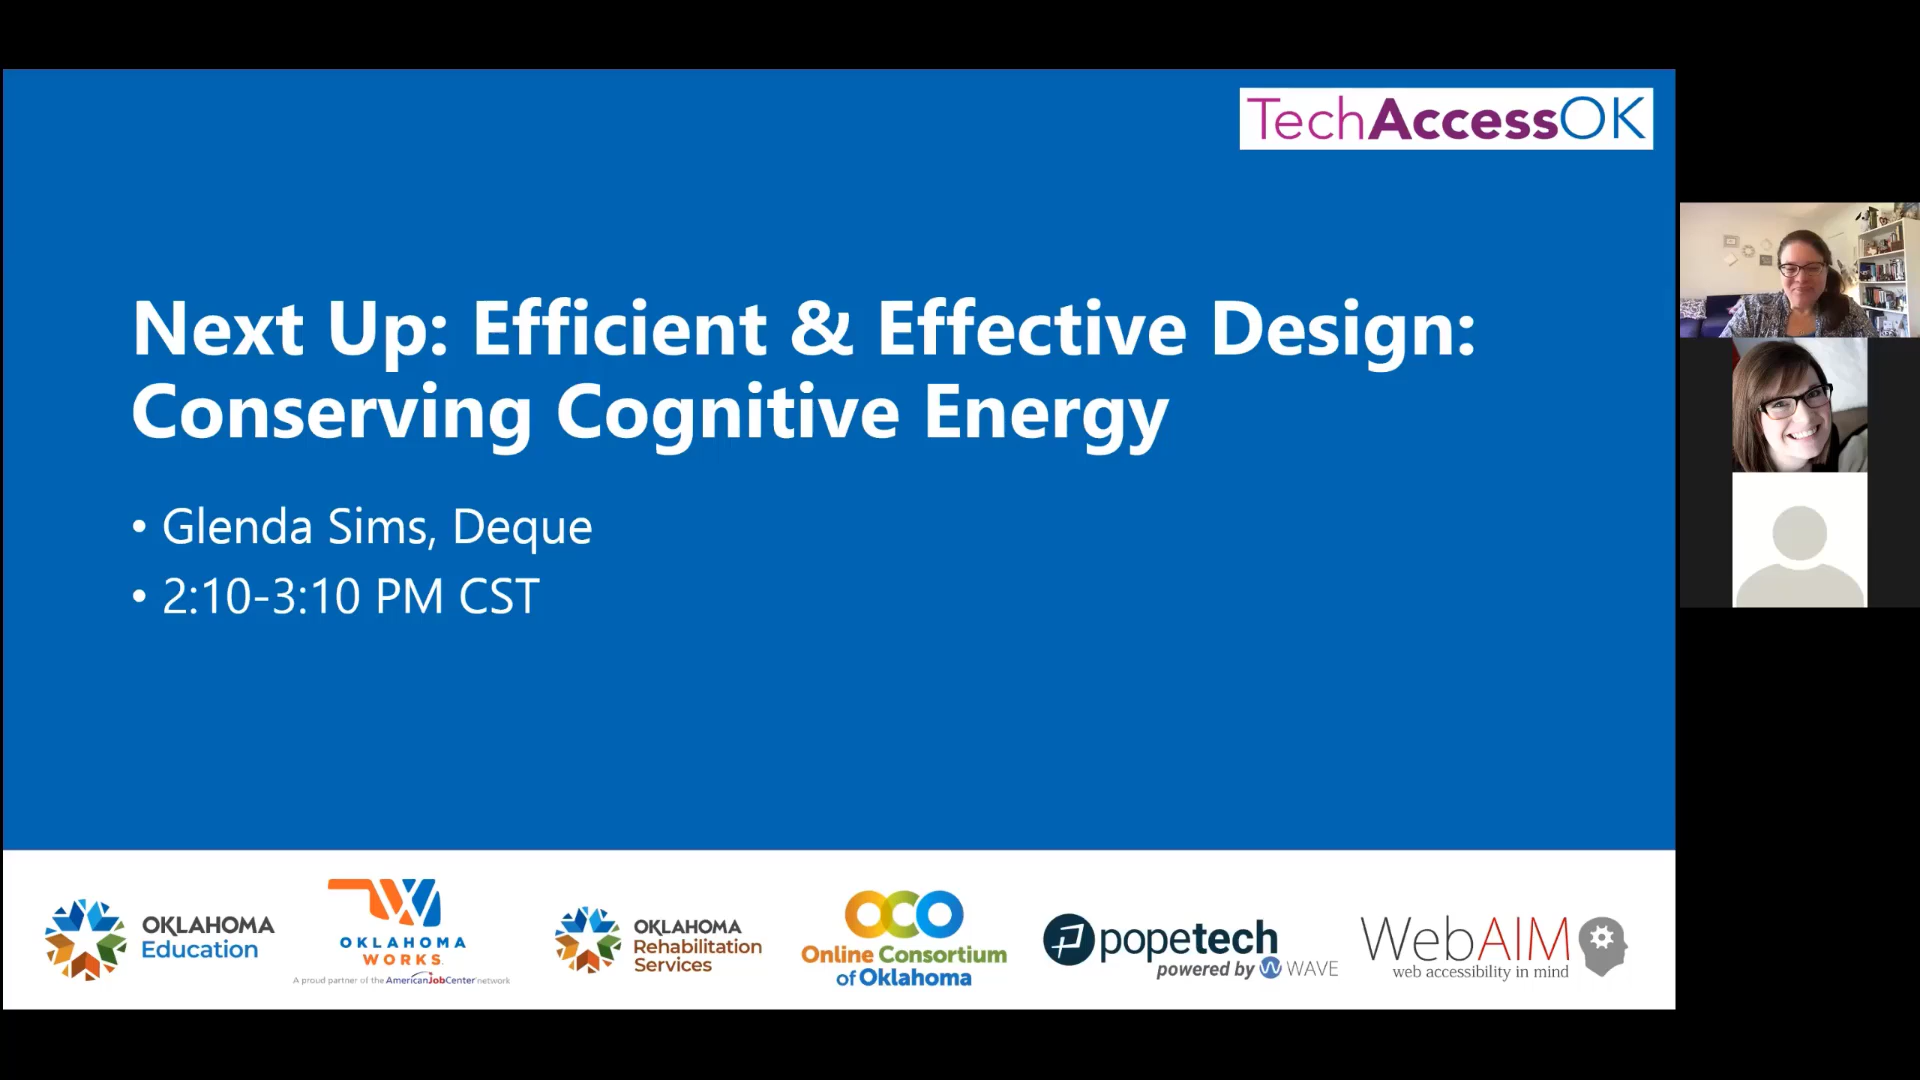 TechAccessOK
Next Up: Efficient & Effective Design:
Conserving Cognitive Energy
• Glenda Sims, Deque
• 2:10-3:10 PM CST
OKLAHOMA
Education
OKLAHOMA
WORKS
A proud partner of the AmericanJobCenter network
OKLAHOMA
Rehabilitation
Services
OCO
Online Consortium
of Oklahoma
popetech
powered by WAVE
WebAIM
web accessibility in mind